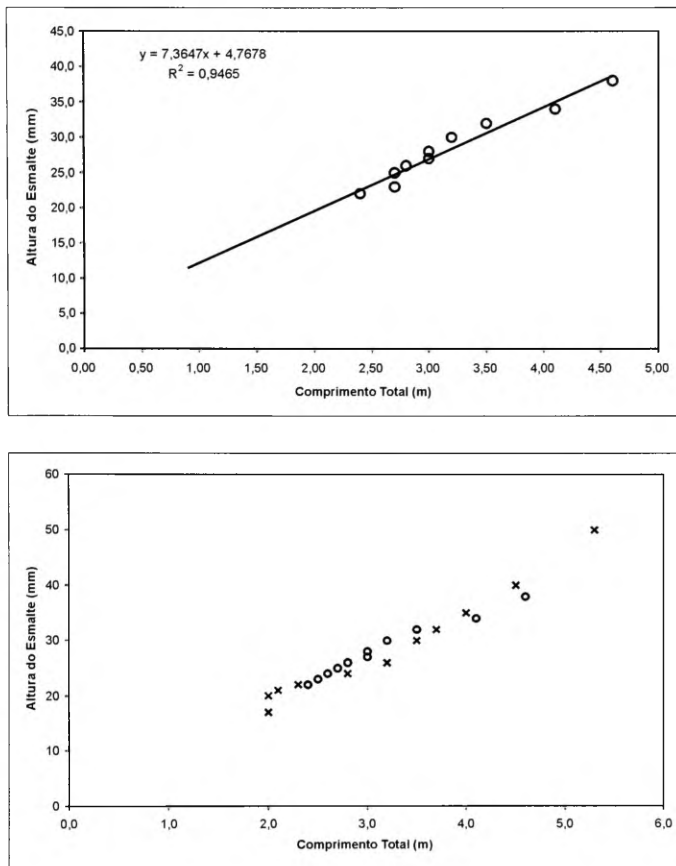 45,0
40,0
35,0
30,0
25,0
20,0
15,0
10,0
5,0
0,0
y = 7,3647x + 4,7678
R² = 0,9465
Altura do Esmalte (mm)
0,00 0,50 1,00 1,50 2,00 2,50 3,00 3,50 4,00 4,50 5,00
Comprimento Total (m)
60
50
40
30
20
10
0
Altura do Esmalte (mm)
0,0 1,0 2,0 3,0 4,0 5,0 6,0
Comprimento Total (m)